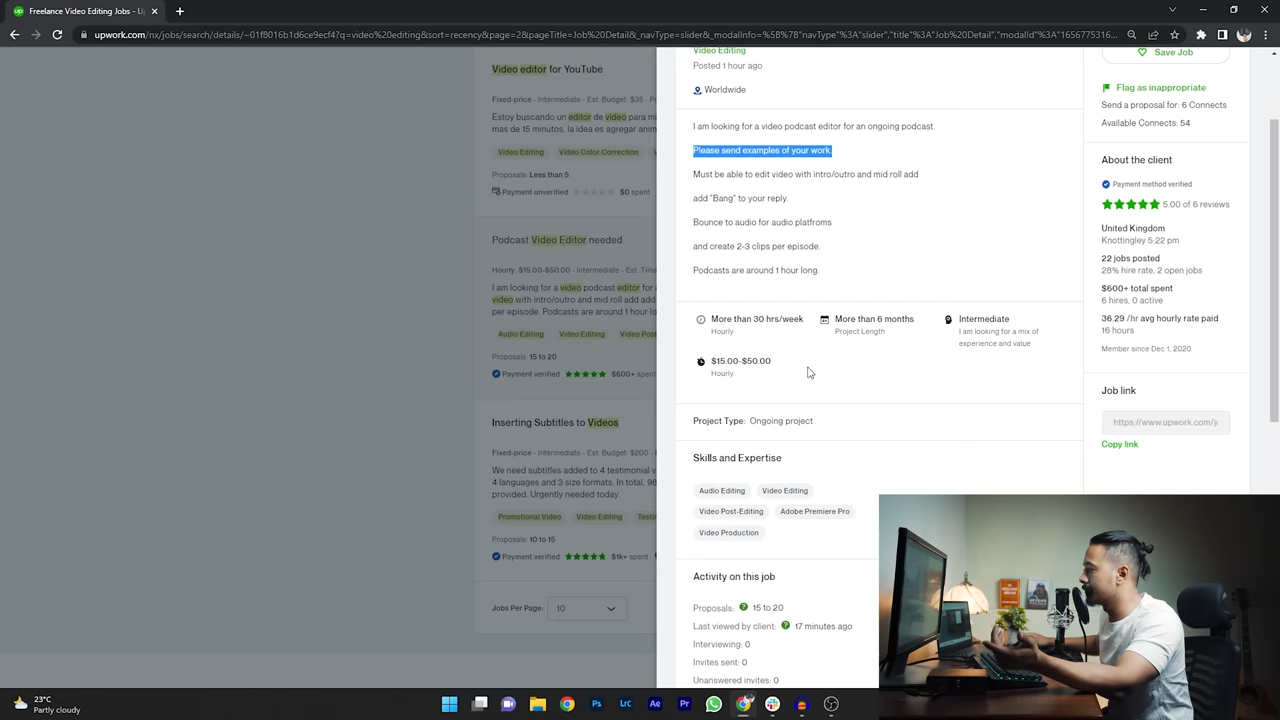 Freelance Video Editing Jobs - U
upwork.com/nx/jobs/search/details/~01f8016b1d6ce9ecf4?q=video%20editing&sort=recency&page=2&pageTitle=Job%20Detail&_navType=slider&_modalInfo=%5B%7B"navType"%3A"slider","title"%3A"Job%20Detail","modalId"%3A"1656775316...
Video editor for YouTube
Fixed-price - Intermediate - Est. Budget: $35 - Po
Estoy buscando un editor de video para mi
mas de 15 minutos, la idea es agregar anim
Video Editing
Video Color Correction
Proposals: Less than 5
Payment unverified
$0 spent
Podcast Video Editor needed
Hourly: $15.00-$50.00 - Intermediate - Est. Time
I am looking for a video podcast editor for a
video with intro/outro and mid roll add add
per episode. Podcasts are around 1 hour lon
Audio Editing
Video Editing
Video Post
Proposals: 15 to 20
Payment verified
$600+ spent
Inserting Subtitles to Videos
Fixed-price - Intermediate - Est. Budget: $200 -
We need subtitles added to 4 testimonial v
4 languages and 3 size formats. In total, 98
provided. Urgently needed today.
Promotional Video
Video Editing
Testi
Proposals: 10 to 15
Payment verified
$1k+ spent
Jobs Per Page: 10
Video Editing
Posted 1 hour ago
Worldwide
I am looking for a video podcast editor for an ongoing podcast.
Please send examples of your work.
Must be able to edit video with intro/outro and mid roll add
add "Bang" to your reply.
Bounce to audio for audio platfroms
and create 2-3 clips per episode.
Podcasts are around 1 hour long.
More than 30 hrs/week
Hourly
More than 6 months
Project Length
Intermediate
I am looking for a mix of
experience and value
$15.00-$50.00
Hourly
Project Type: Ongoing project
Skills and Expertise
Audio Editing
Video Editing
Video Post-Editing
Adobe Premiere Pro
Video Production
Activity on this job
Proposals: 15 to 20
Last viewed by client: 17 minutes ago
Interviewing: 0
Invites sent: 0
Unanswered invites: 0
Save Job
Flag as inappropriate
Send a proposal for: 6 Connects
Available Connects: 54
About the client
Payment method verified
5.00 of 6 reviews
United Kingdom
Knottingley 5:22 pm
22 jobs posted
28% hire rate, 2 open jobs
$600+ total spent
6 hires, 0 active
36.29 /hr avg hourly rate paid
16 hours
Member since Dec 1, 2020
Job link
https://www.upwork.com/j
Copy link
23°C
Partly cloudy
Ps
Lrc
Ae
Pr